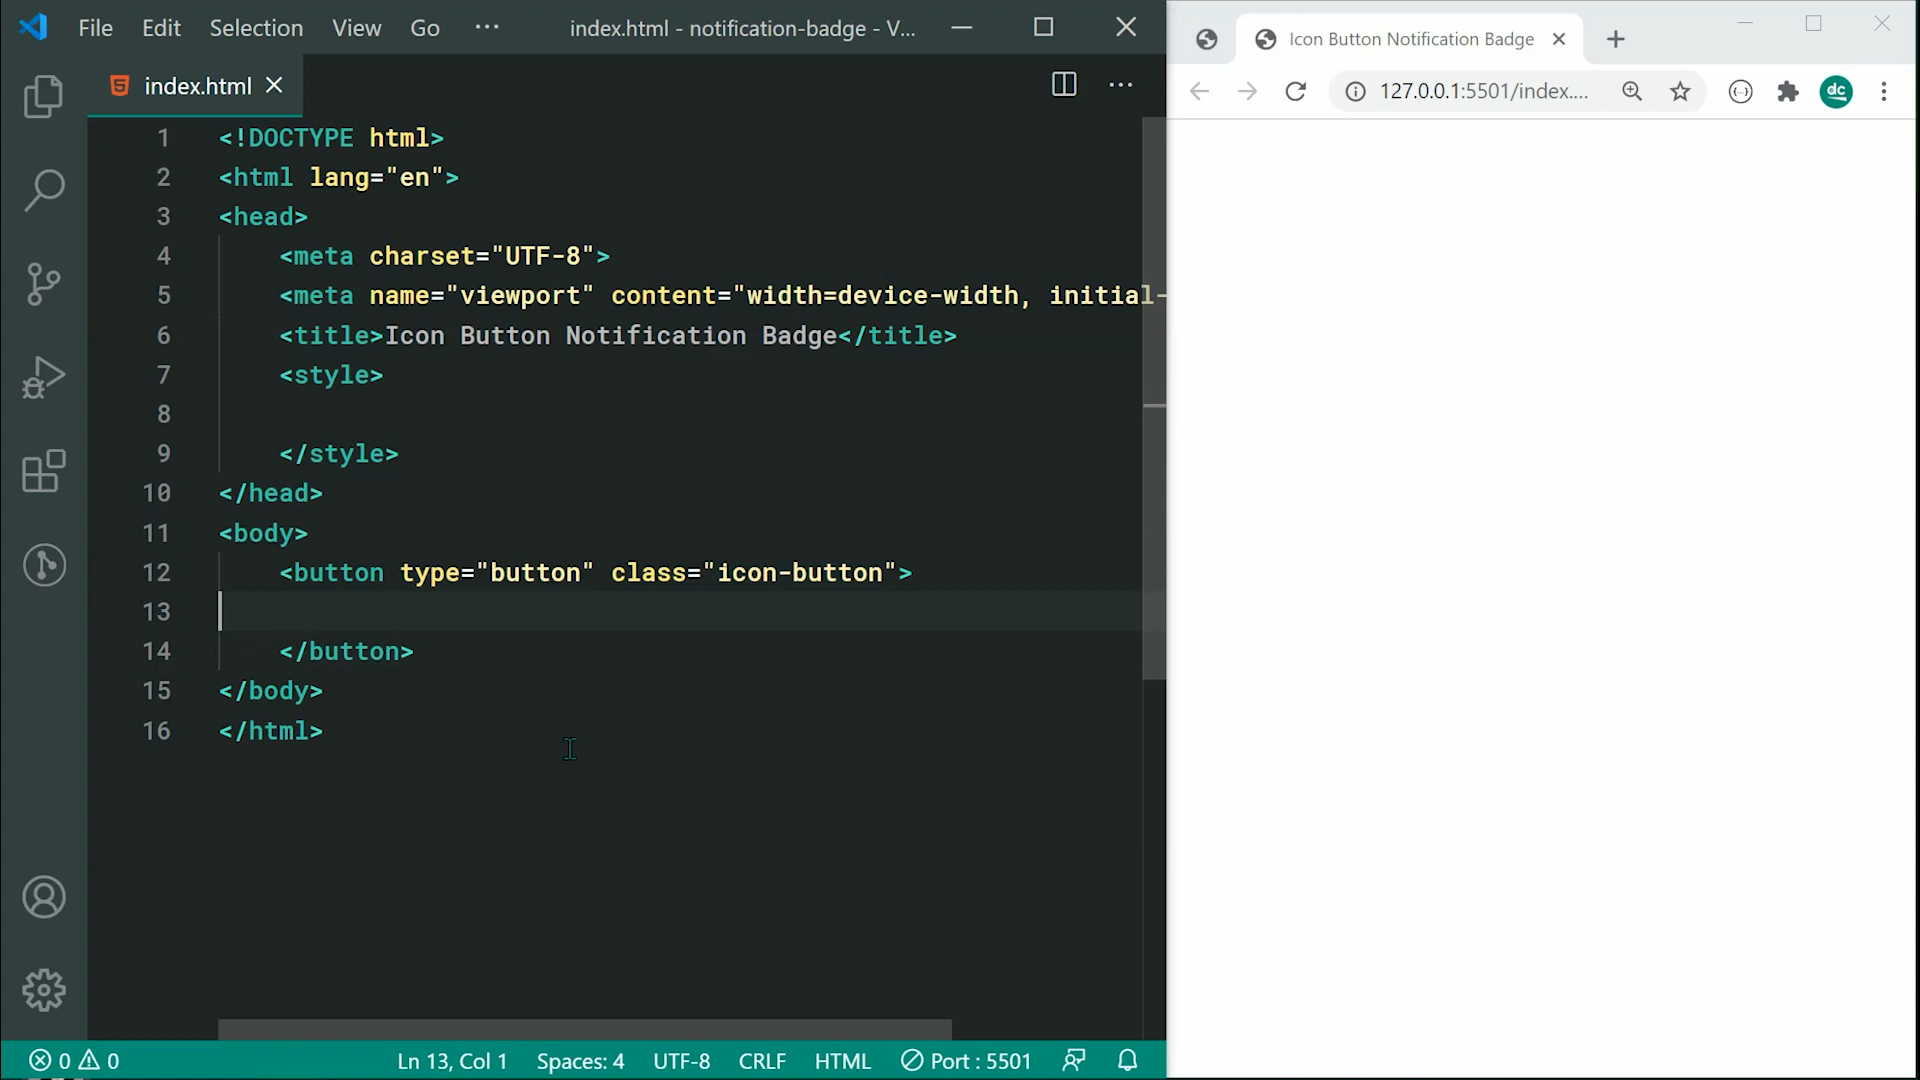 File Edit Selection View Go ··· index.html - notification-badge - V...
index.html
1 <!DOCTYPE html>
2 <html lang="en">
3 <head>
4 <meta charset="UTF-8">
5 <meta name="viewport" content="width=device-width, initial-
6 <title>Icon Button Notification Badge</title>
7 <style>
8
9 </style>
10 </head>
11 <body>
12 <button type="button" class="icon-button">
13
14 </button>
15 </body>
16 </html>
0 0 Ln 13, Col 1 Spaces: 4 UTF-8 CRLF HTML Port : 5501
Icon Button Notification Badge
127.0.0.1:5501/index....
dc